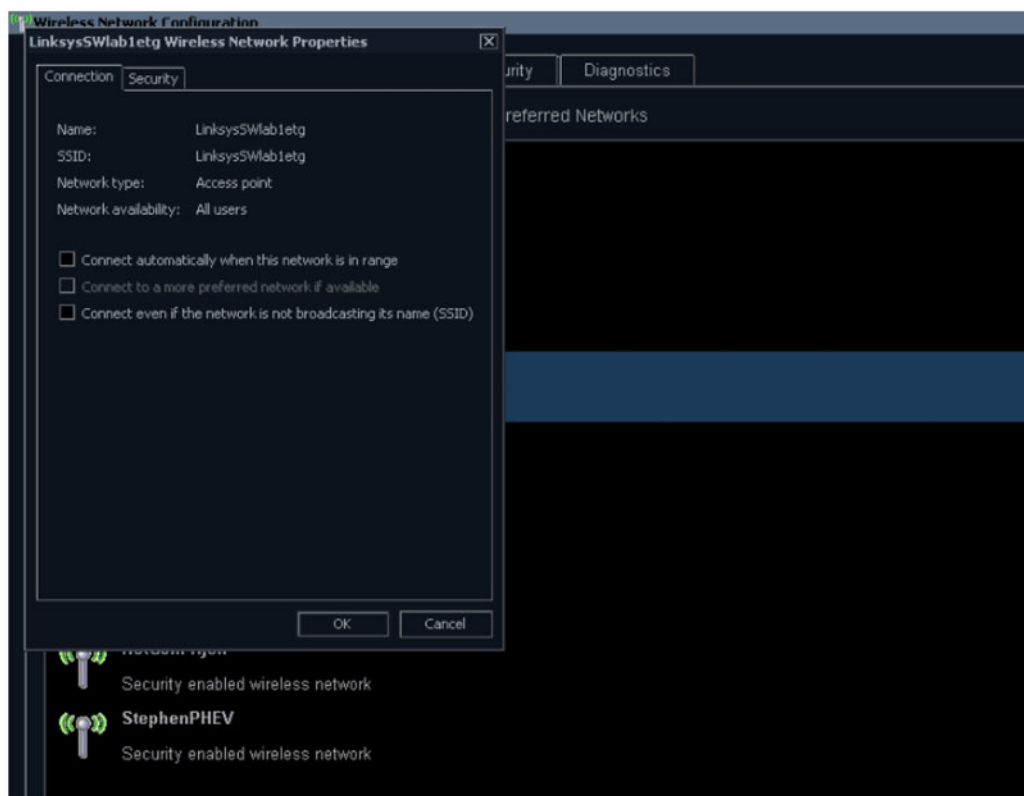 Wireless Network Configuration
LinksysSWlab1etg Wireless Network Properties
Connection Security
Diagnostics
Name: LinksysSWlab1etg
SSID: LinksysSWlab1etg
Network type: Access point
Network availability: All users
Connect automatically when this network is in range
Connect to a more preferred network if available
Connect even if the network is not broadcasting its name (SSID)
OK Cancel
urity
referred Networks
Security enabled wireless network
StephenPHEV
Security enabled wireless network